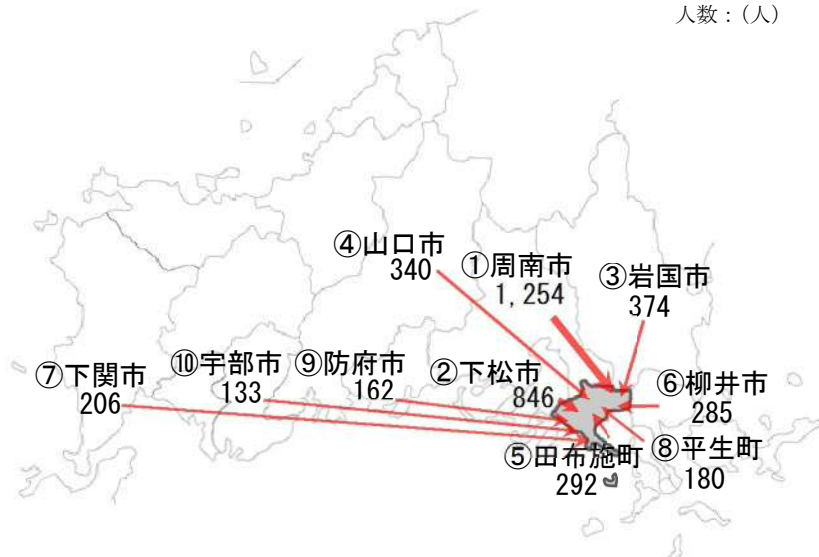 人数：(人)
④山口市
340
①周南市
1,254
③岩国市
374
⑦下関市
206
⑩宇部市
133
⑨防府市
162
②下松市
846
⑥柳井市
285
⑤田布施町
292
⑧平生町
180